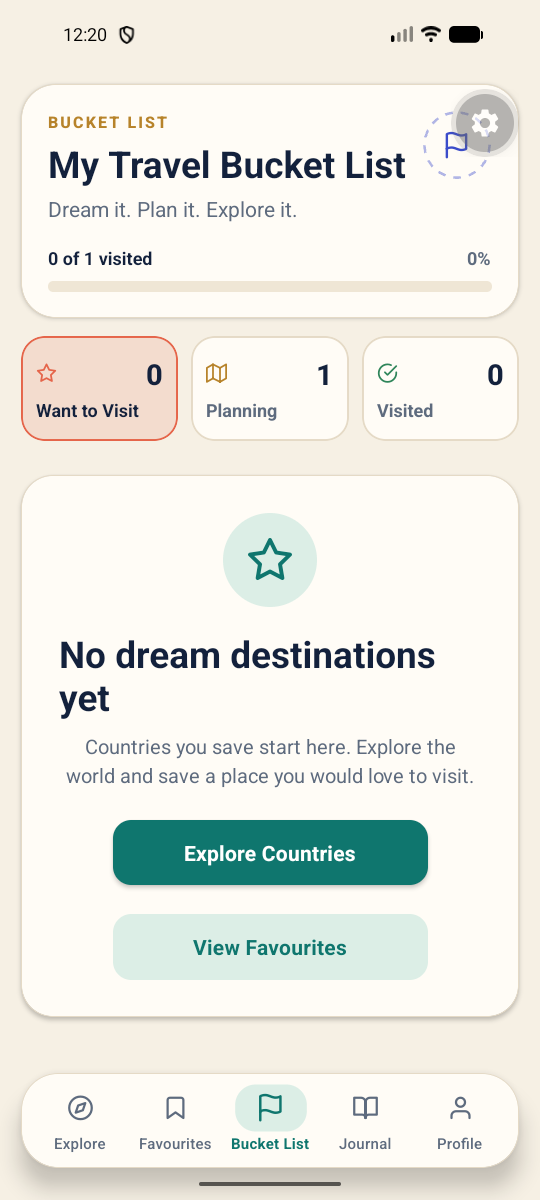 12:20
BUCKET LIST
My Travel Bucket List
Dream it. Plan it. Explore it.
0 of 1 visited 0%
0 1 0
Want to Visit Planning Visited
No dream destinations
yet
Countries you save start here. Explore the
world and save a place you would love to visit.
Explore Countries
View Favourites
Explore Favourites Bucket List Journal Profile